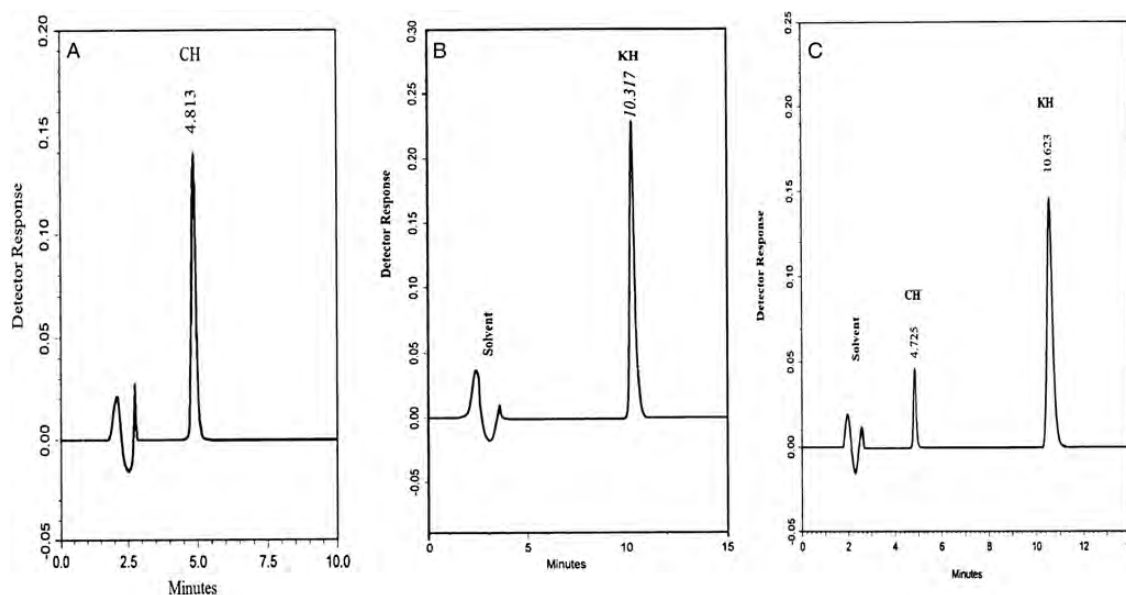 A
CH
4.813
Detector Response
0.20
0.15
0.10
0.05
0.00
-0.05
0.0
2.5
5.0
7.5
10.0
Minutes
B
KH
10.317
Solvent
Detector Response
0.30
0.25
0.20
0.15
0.10
0.05
0.00
-0.05
0
5
10
15
Minutes
C
KH
10.623
CH
4.725
Solvent
Detector Response
0.25
0.20
0.15
0.10
0.05
0.00
-0.05
0
2
4
6
8
10
12
Minutes